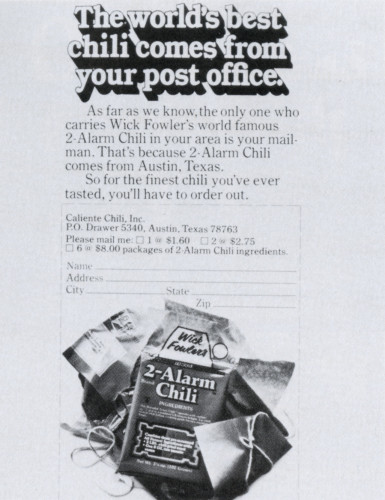 The world's best
chili comes from
your post office.
As far as we know, the only one who
carries Wick Fowler's world famous
2-Alarm Chili in your area is your mail-
man. That's because 2-Alarm Chili
comes from Austin, Texas.
So for the finest chili you've ever
tasted, you'll have to order out.
Caliente Chili, Inc.
P.O. Drawer 5340, Austin, Texas 78763
Please mail me: □ 1 @ $1.60 □ 2 @ $2.75
□ 6 @ $8.00 packages of 2-Alarm Chili ingredients.
Name
Address
City State
Zip
Wick
Fowler's
2-Alarm
Brand Chili
INGREDIENTS